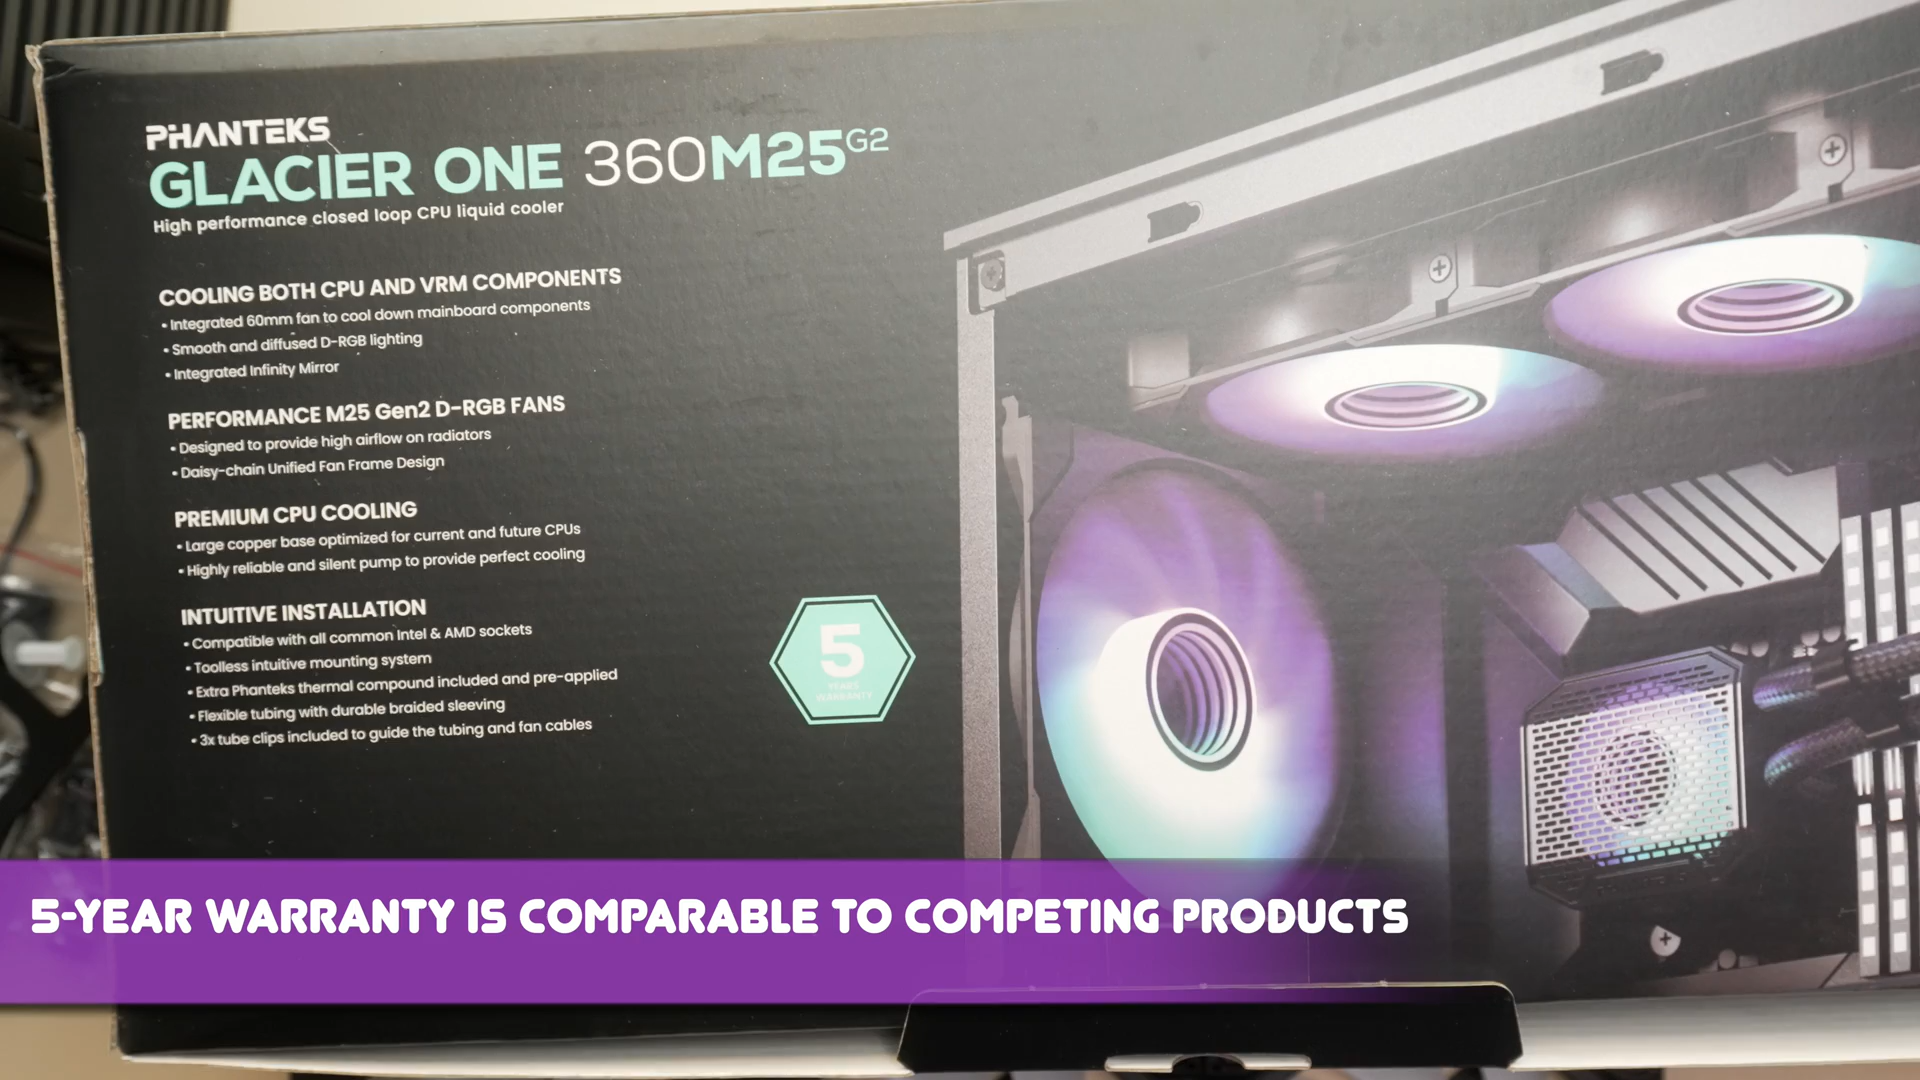 PHANTEKS
GLACIER ONE 360M25G2
High performance closed loop CPU liquid cooler
COOLING BOTH CPU AND VRM COMPONENTS
• Integrated 60mm fan to cool down mainboard components
• Smooth and diffused D-RGB lighting
• Integrated Infinity Mirror
PERFORMANCE M25 Gen2 D-RGB FANS
• Designed to provide high airflow on radiators
• Daisy-chain Unified Fan Frame Design
PREMIUM CPU COOLING
• Large copper base optimized for current and future CPUs
• Highly reliable and silent pump to provide perfect cooling
INTUITIVE INSTALLATION
• Compatible with all common Intel & AMD sockets
• Toolless intuitive mounting system
• Extra Phanteks thermal compound included and pre-applied
• Flexible tubing with durable braided sleeving
• 3x tube clips included to guide the tubing and fan cables
5
YEARS
WARRANTY
5-YEAR WARRANTY IS COMPARABLE TO COMPETING PRODUCTS